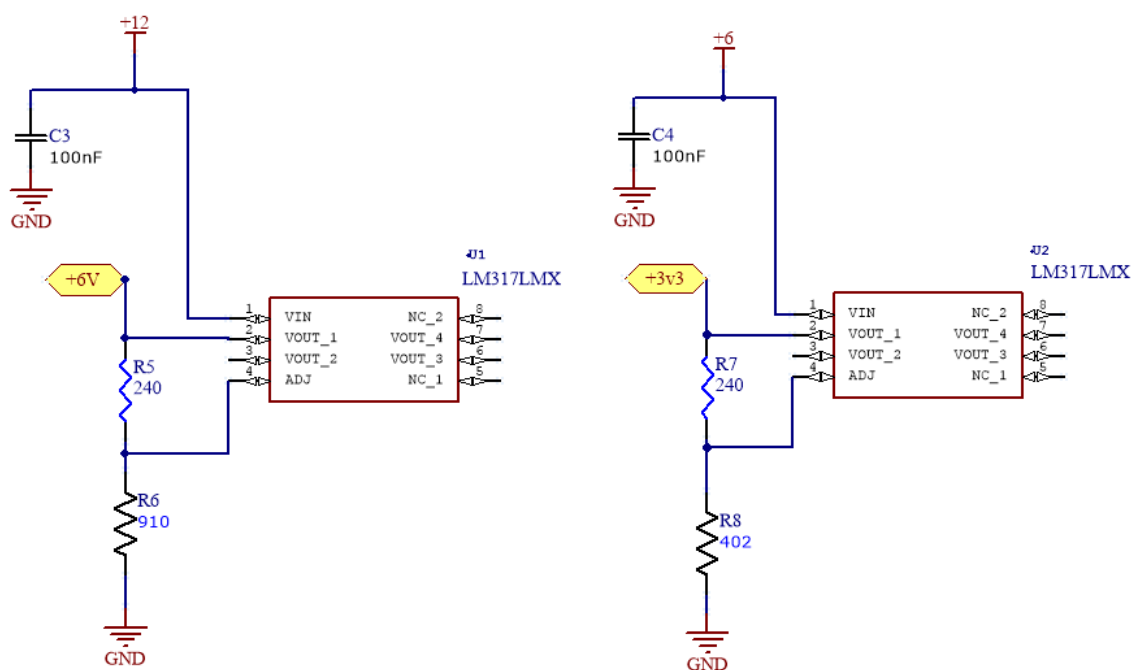 +12
C3
100nF
GND
+6V
U1
LM317LMX
1
VIN
NC_2
8
2
VOUT_1
VOUT_4
7
3
VOUT_2
VOUT_3
6
4
ADJ
NC_1
5
R5
240
R6
910
GND
+6
C4
100nF
GND
+3v3
U2
LM317LMX
1
VIN
NC_2
8
2
VOUT_1
VOUT_4
7
3
VOUT_2
VOUT_3
6
4
ADJ
NC_1
5
R7
240
R8
402
GND